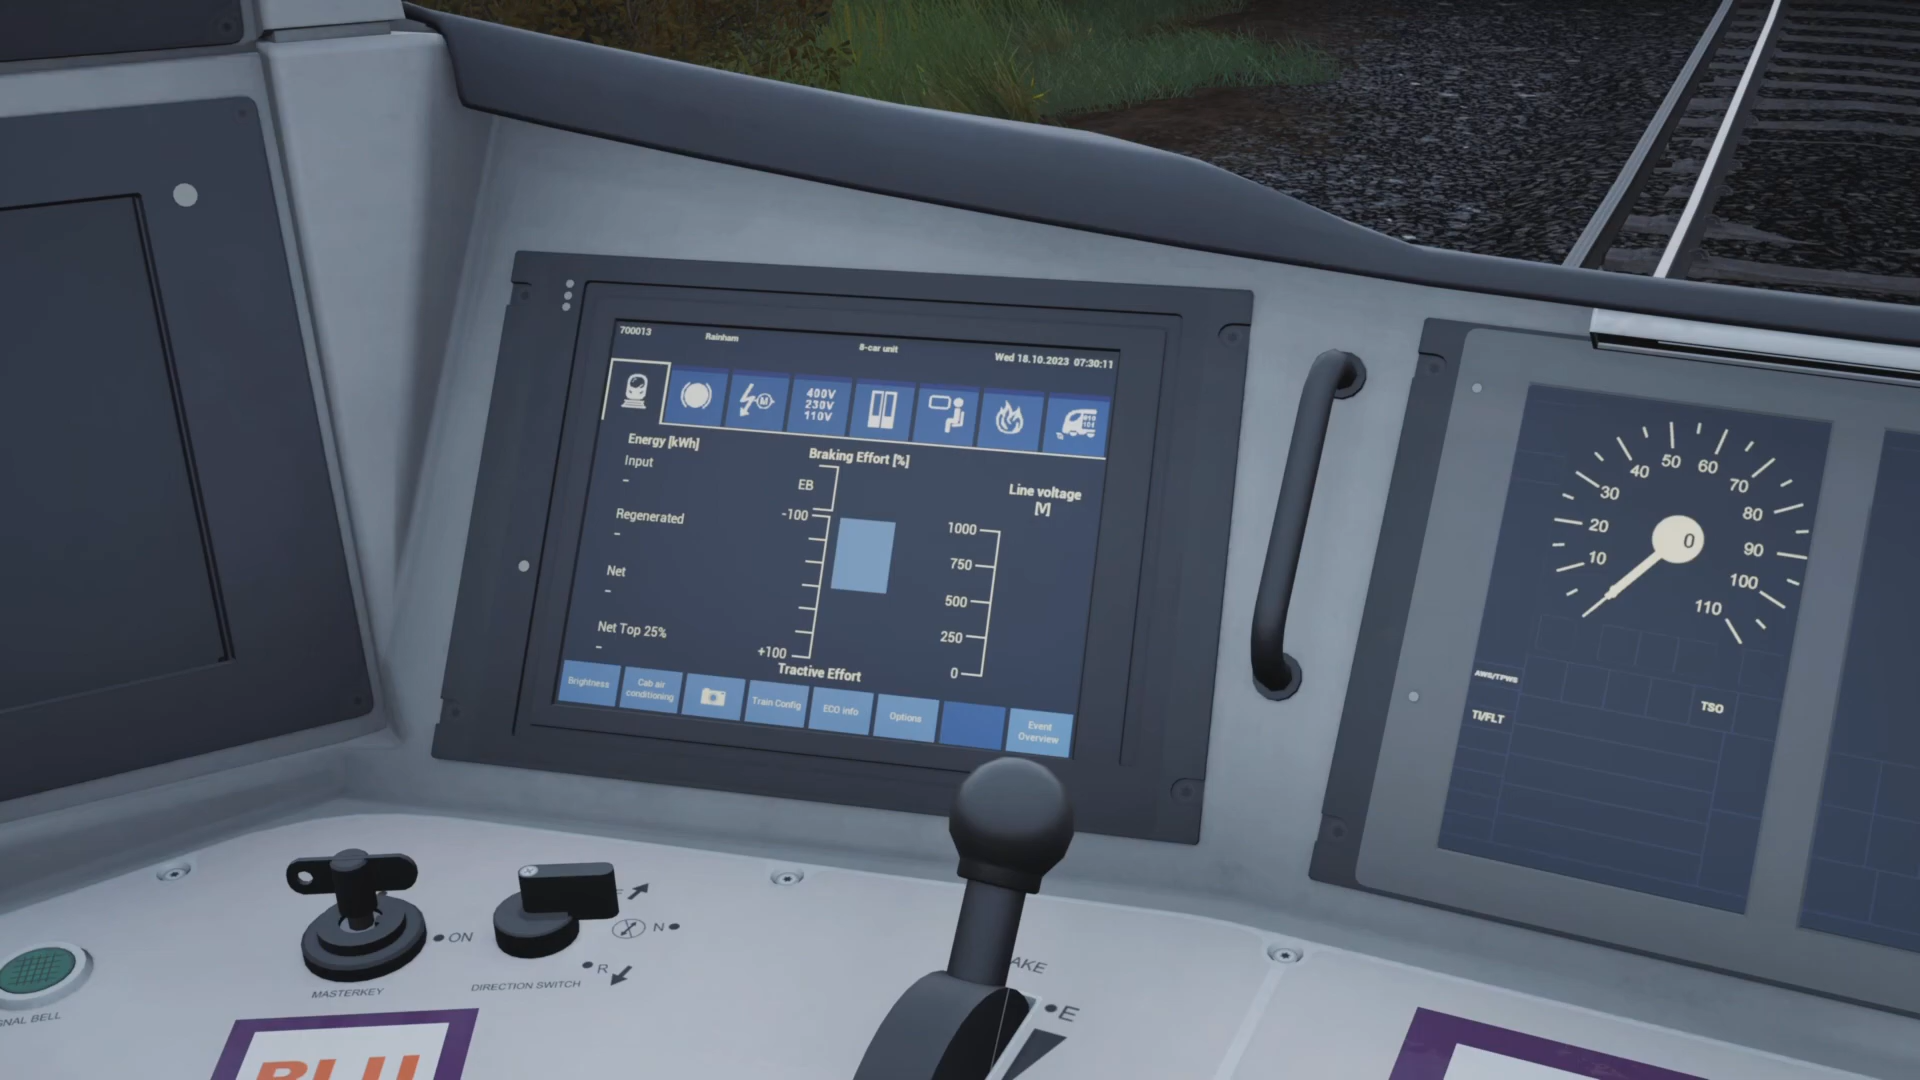 700013
Rainham
8-car unit
Wed 18.10.2023 07:30:11
400V
230V
110V
Energy [kWh]
Input
-
Regenerated
-
Net
-
Net Top 25%
-
Braking Effort [%]
EB
-100
+100
Tractive Effort
Line voltage
[V]
1000
750
500
250
0
Brightness
Cab air
conditioning
Train Config
ECO info
Options
Event
Overview
10
20
30
40
50
60
70
80
90
100
110
0
AWS/TPWS
TI/FLT
TSO
ON
MASTERKEY
F
N
R
DIRECTION SWITCH
NAL BELL
AKE
E
BLU